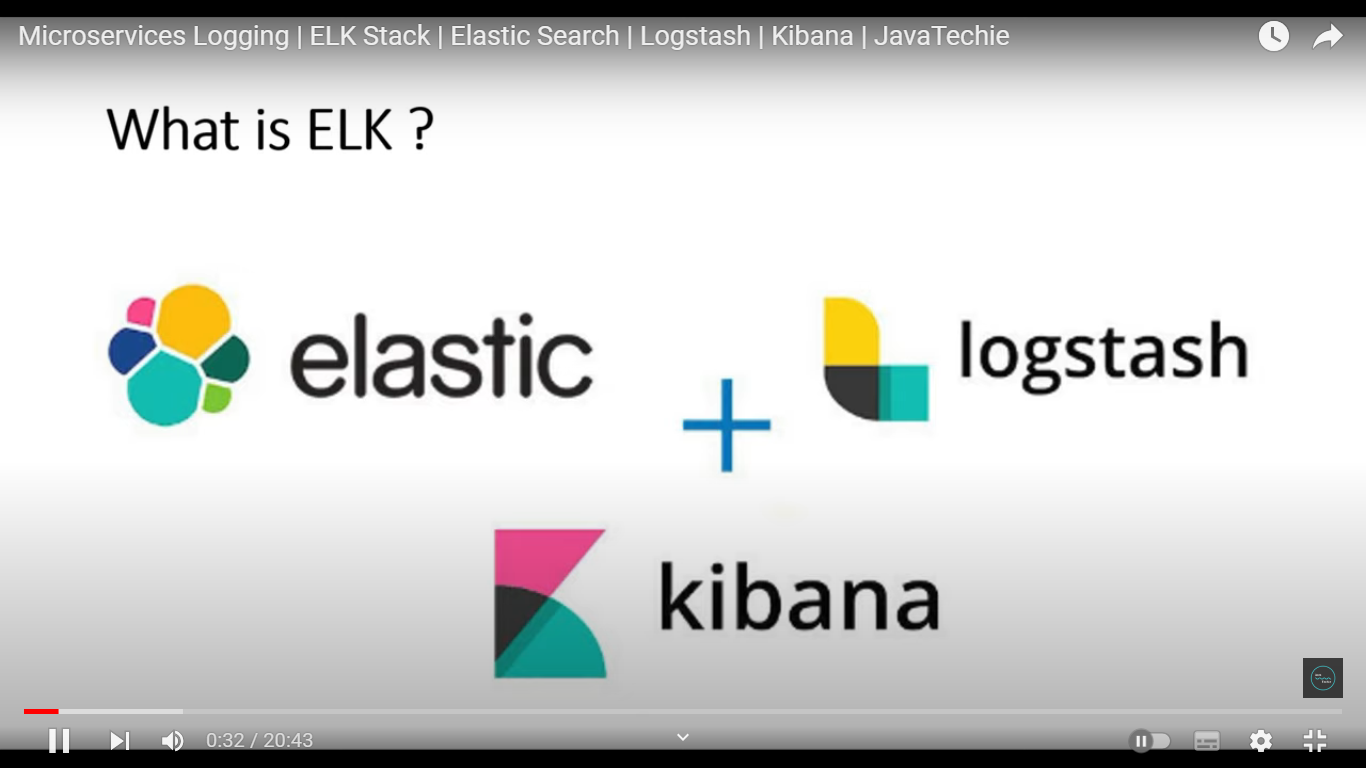 Microservices Logging | ELK Stack | Elastic Search | Logstash | Kibana | JavaTechie
What is ELK ?
elastic
logstash
kibana
0:32 / 20:43